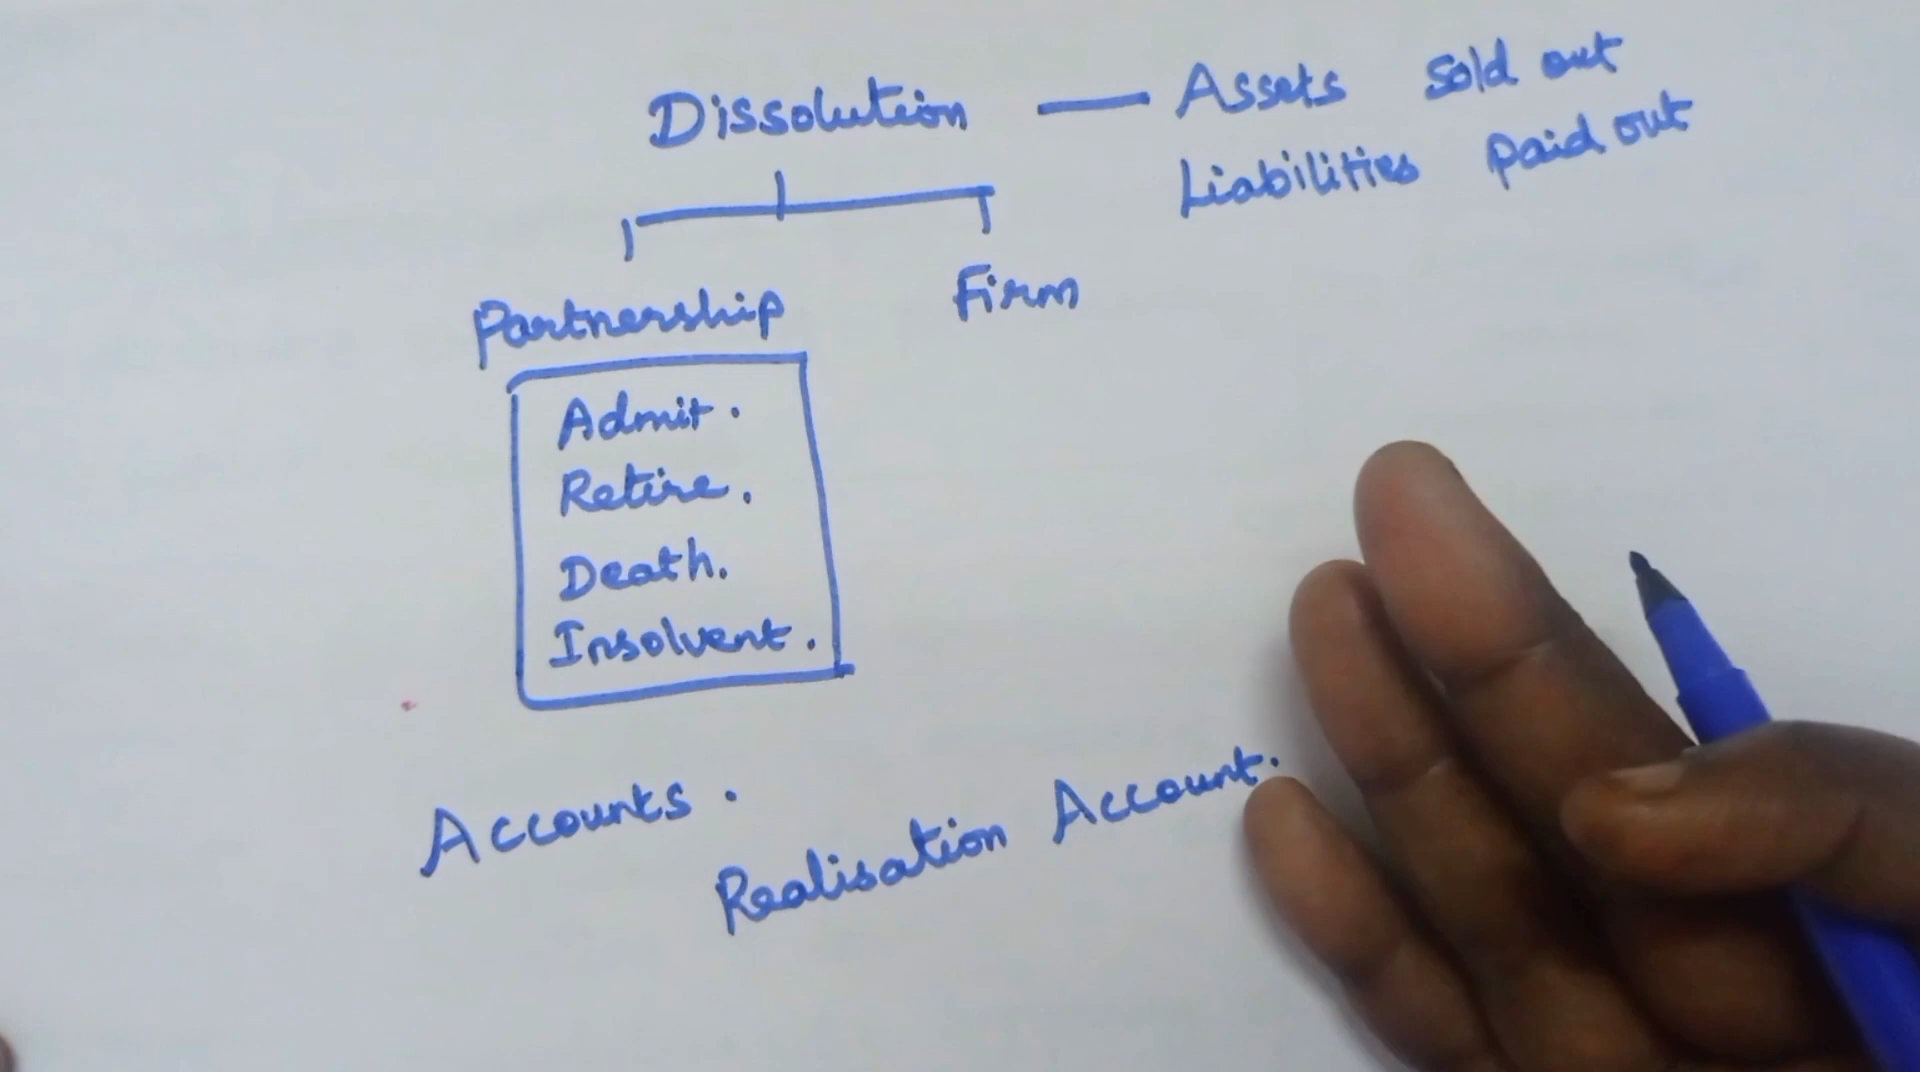 Dissolution — Assets sold out
Liabilities paid out
Partnership Firm
Admit.
Retire.
Death.
Insolvent.
Accounts.
Realisation Account.